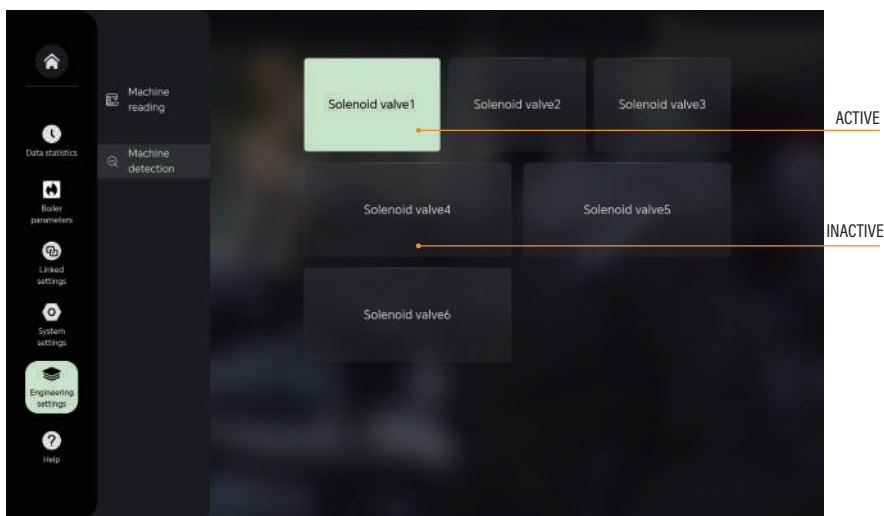 Machine
reading
Machine
detection
Data statistics
Boiler
parameters
Linked
settings
System
settings
Engineering
settings
Help
Solenoid valve1
Solenoid valve2
Solenoid valve3
Solenoid valve4
Solenoid valve5
Solenoid valve6
ACTIVE
INACTIVE